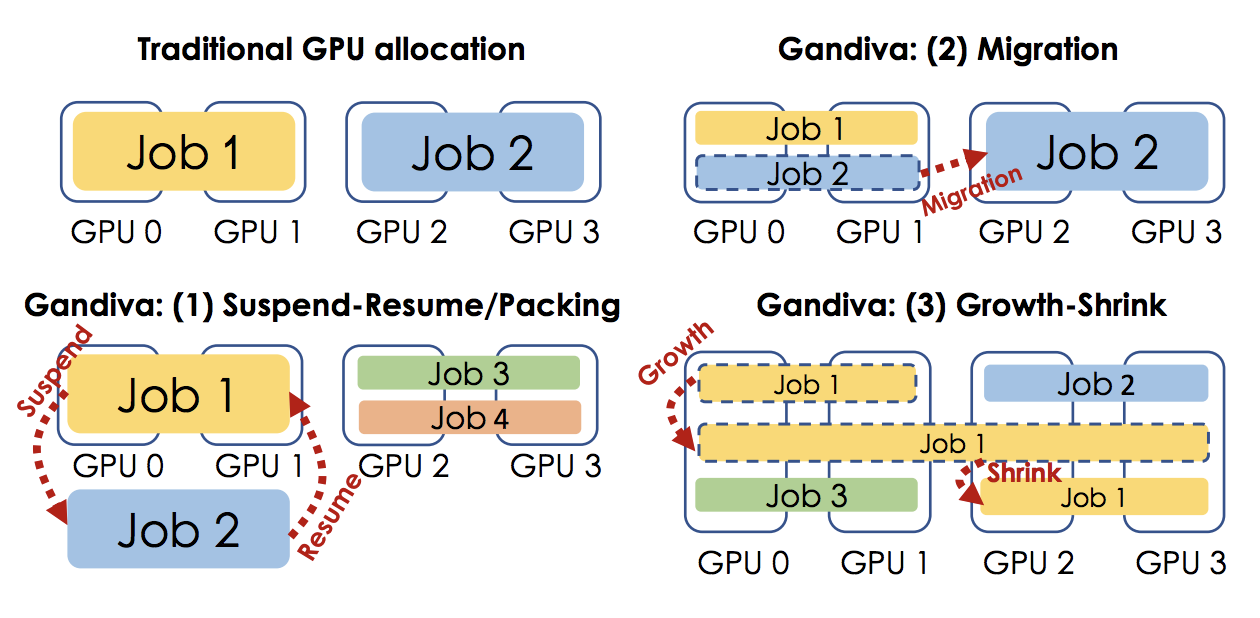 Traditional GPU allocation
Job 1
Job 2
GPU 0
GPU 1
GPU 2
GPU 3
Gandiva: (2) Migration
Job 1
Job 2
Migration
Job 2
GPU 0
GPU 1
GPU 2
GPU 3
Gandiva: (1) Suspend-Resume/Packing
Suspend
Job 1
Job 3
Job 4
GPU 0
GPU 1
GPU 2
GPU 3
Job 2
Resume
Gandiva: (3) Growth-Shrink
Growth
Job 1
Job 2
Job 1
Shrink
Job 3
Job 1
GPU 0
GPU 1
GPU 2
GPU 3